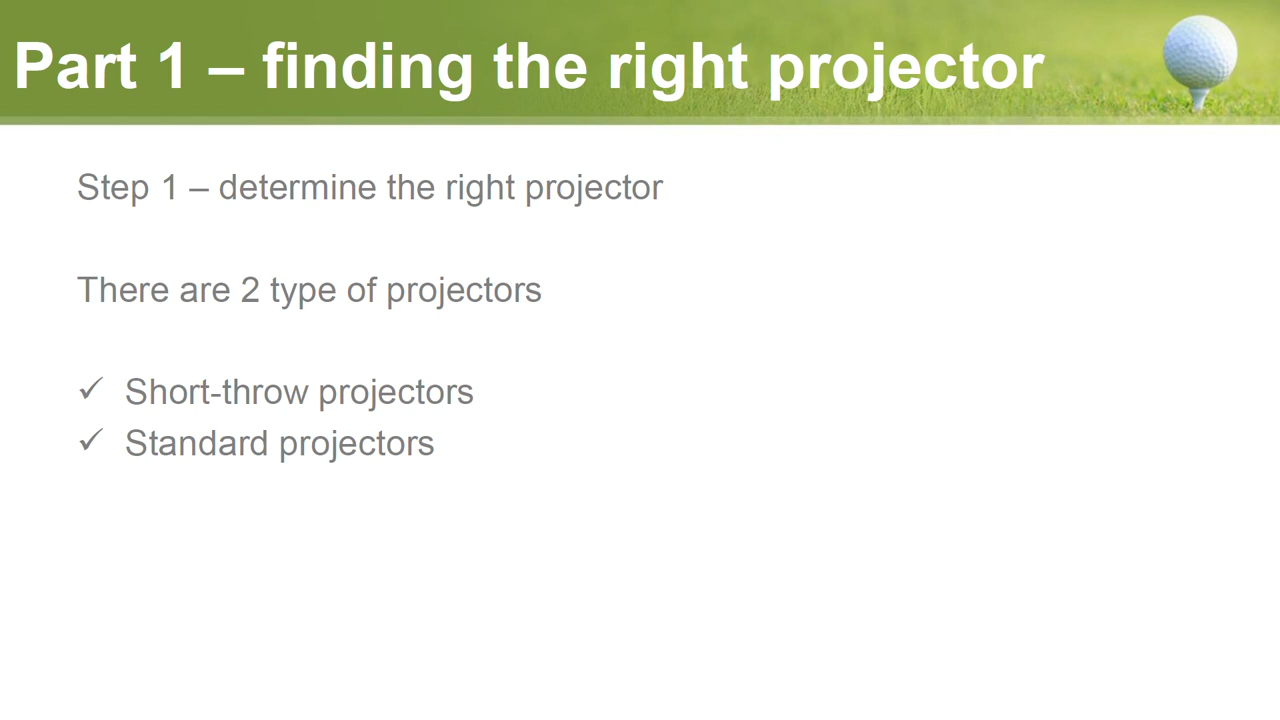 Part 1 – finding the right projector
Step 1 – determine the right projector
There are 2 type of projectors
✓ Short-throw projectors
✓ Standard projectors